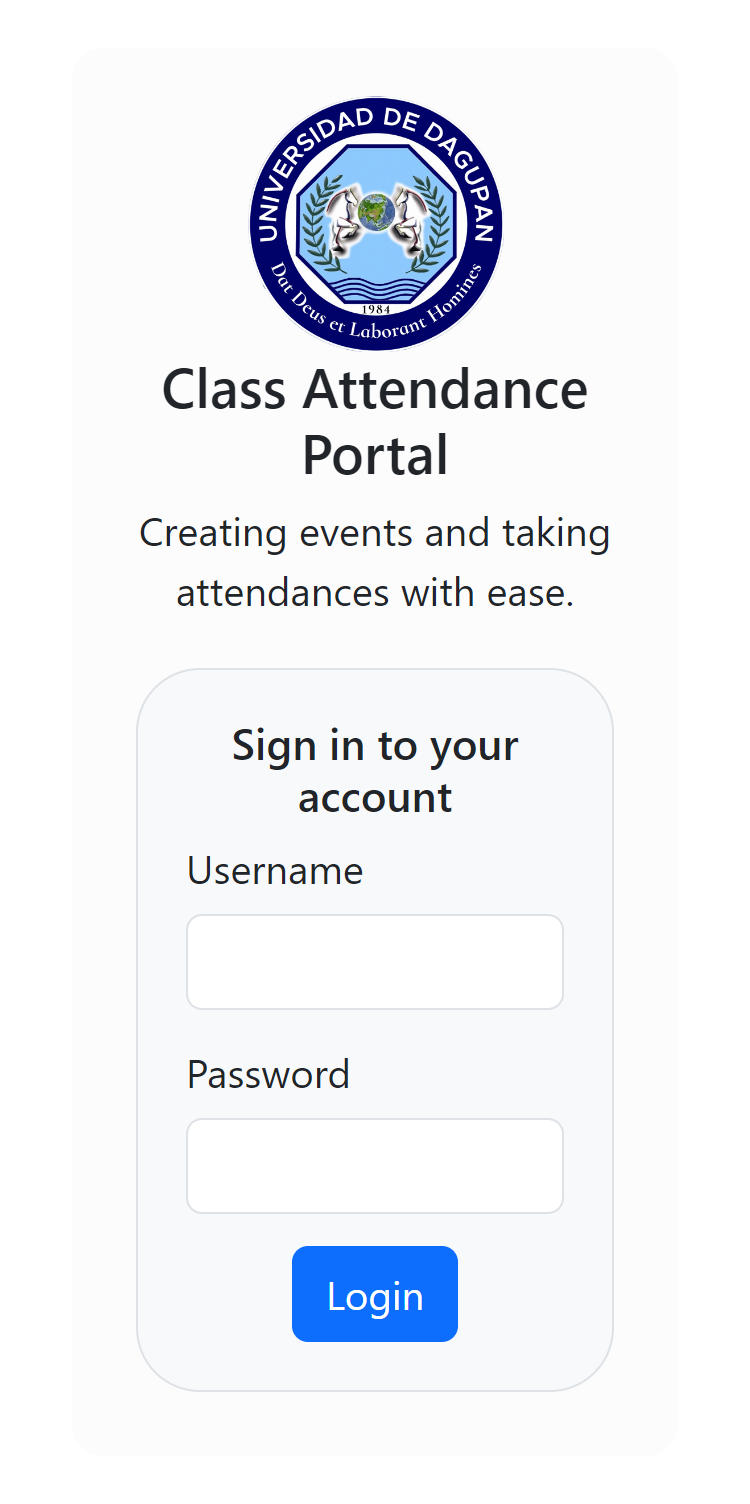 UNIVERSIDAD DE DAGUPAN
1984
Dat Deus et Laborant Homines
Class Attendance
Portal
Creating events and taking
attendances with ease.
Sign in to your
account
Username
Password
Login